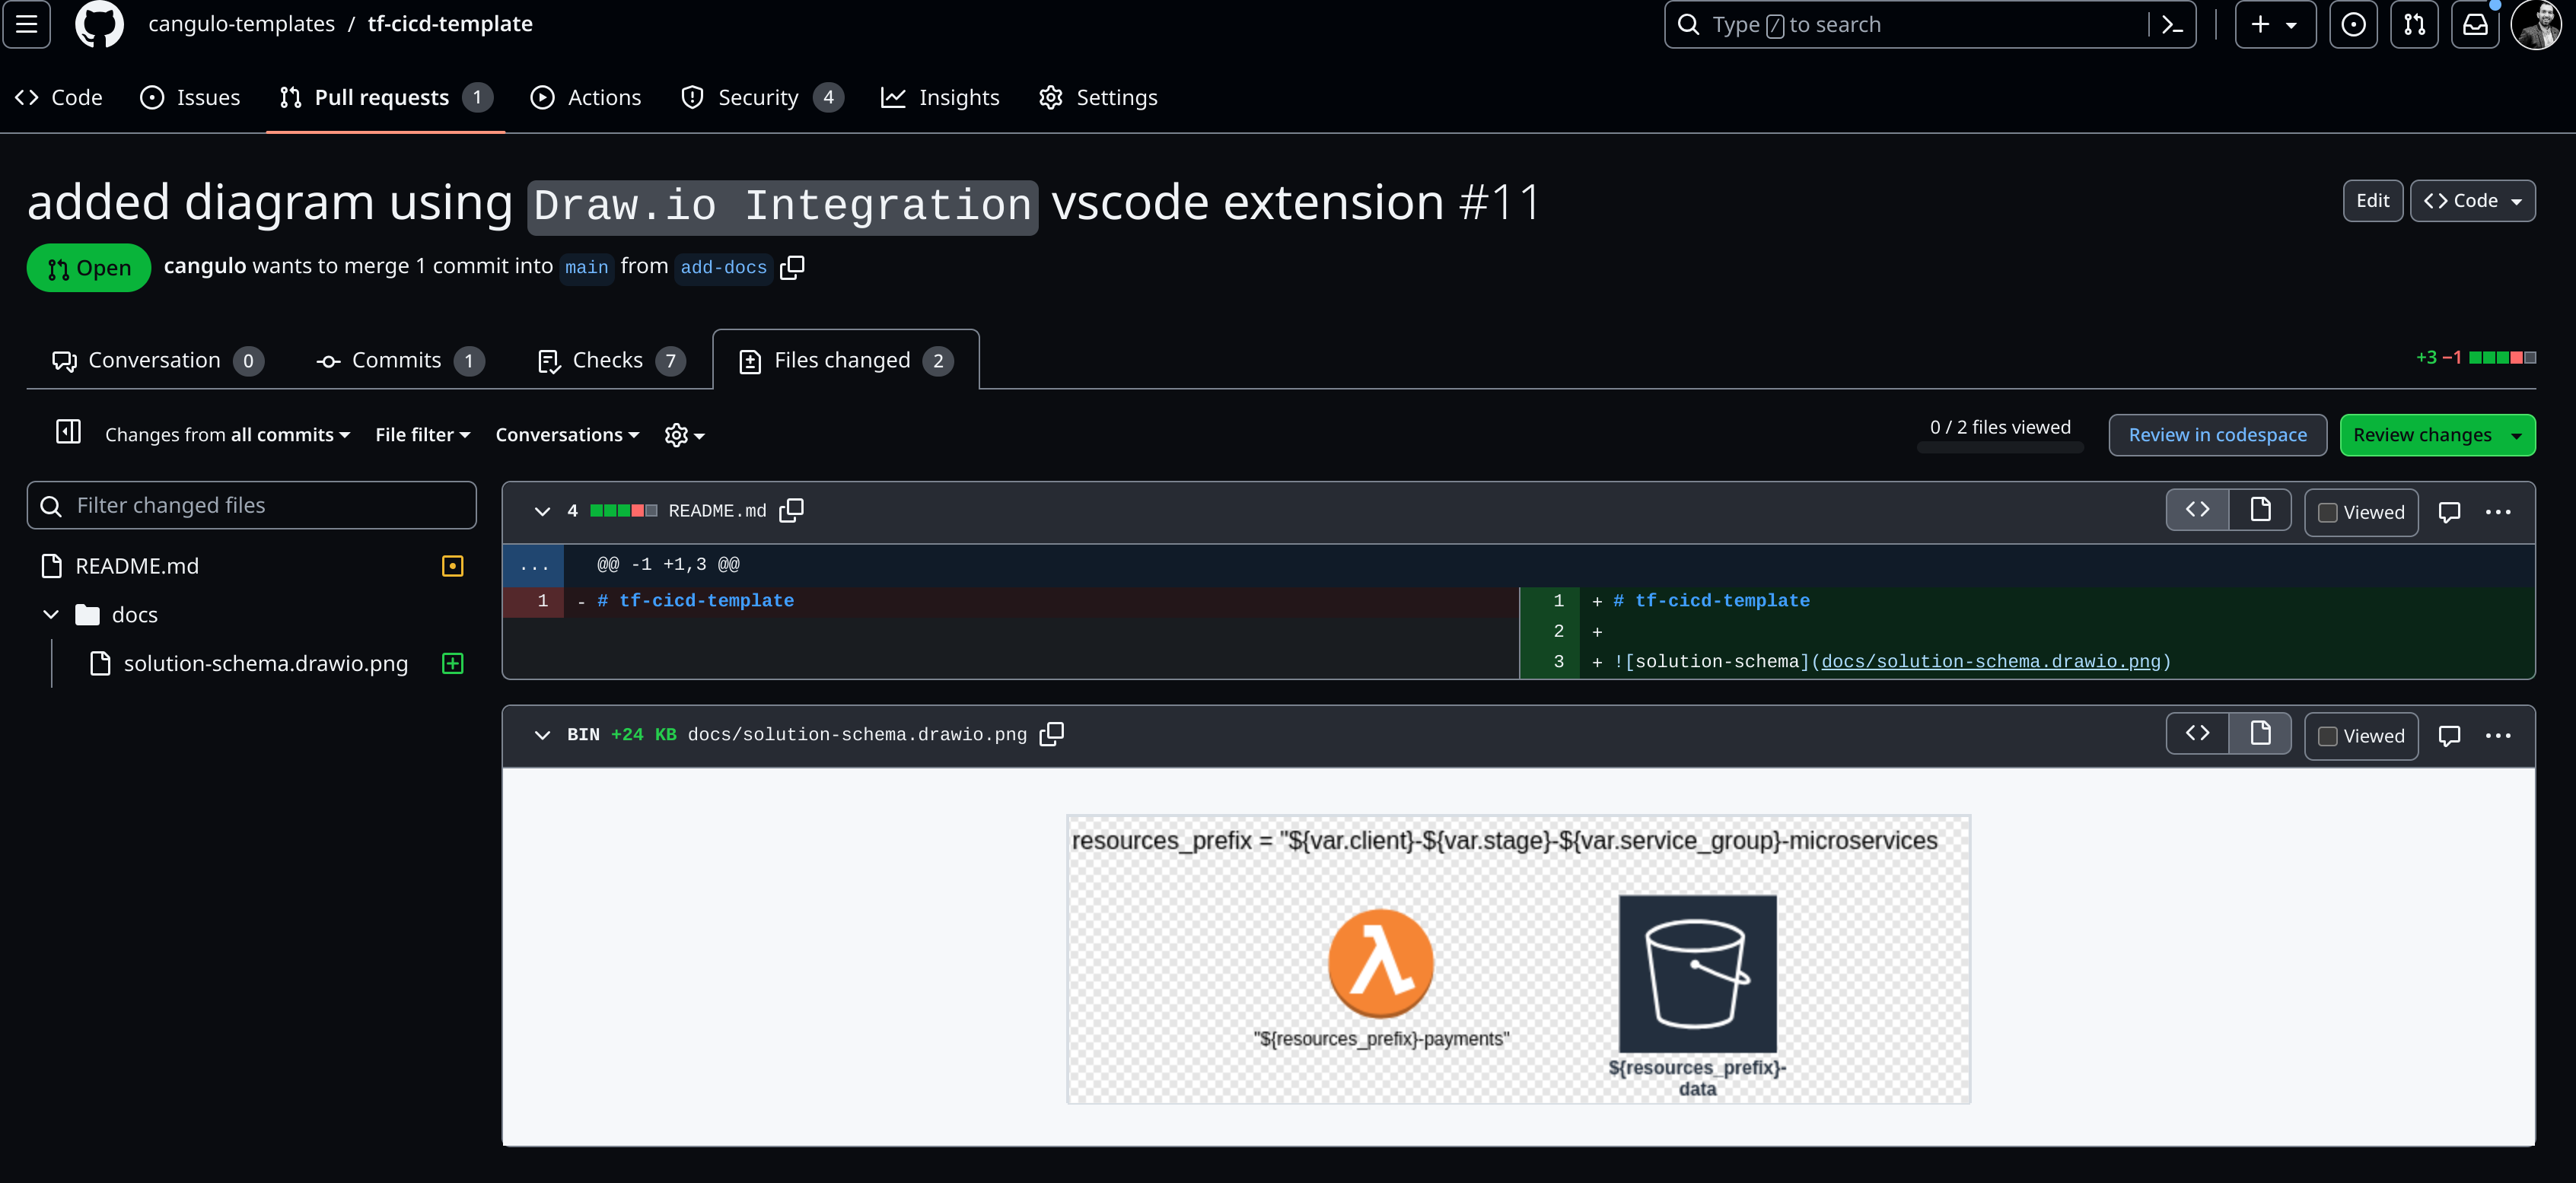 cangulo-templates / tf-cicd-template
Type / to search
Code
Issues
Pull requests 1
Actions
Security 4
Insights
Settings
added diagram using Draw.io Integration vscode extension #11
Edit
Code
Open
cangulo wants to merge 1 commit into main from add-docs
Conversation 0
Commits 1
Checks 7
Files changed 2
+3 −1
Changes from all commits
File filter
Conversations
0 / 2 files viewed
Review in codespace
Review changes
Filter changed files
README.md
docs
solution-schema.drawio.png
4 README.md
Viewed
...
@@ -1 +1,3 @@
1 - # tf-cicd-template
1 + # tf-cicd-template
2 +
3 + ![solution-schema](docs/solution-schema.drawio.png)
BIN +24 KB docs/solution-schema.drawio.png
Viewed
resources_prefix = "${var.client}-${var.stage}-${var.service_group}-microservices
"${resources_prefix}-payments"
${resources_prefix}-
data